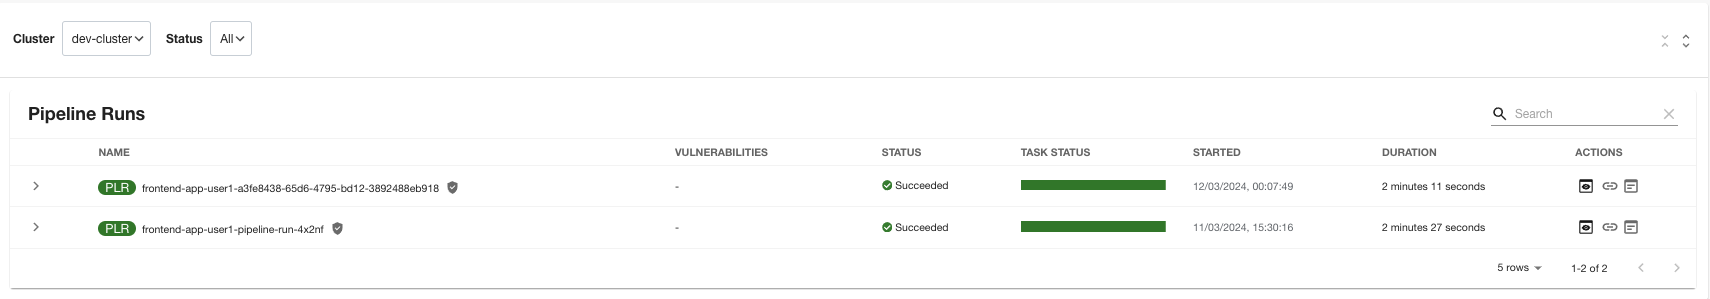 Cluster dev-cluster Status All
Pipeline Runs
Search
NAME VULNERABILITIES STATUS TASK STATUS STARTED DURATION ACTIONS
PLR frontend-app-user1-a3fe8438-65d6-4795-bd12-3892488eb918 - Succeeded 12/03/2024, 00:07:49 2 minutes 11 seconds
PLR frontend-app-user1-pipeline-run-4x2nf - Succeeded 11/03/2024, 15:30:16 2 minutes 27 seconds
5 rows 1-2 of 2